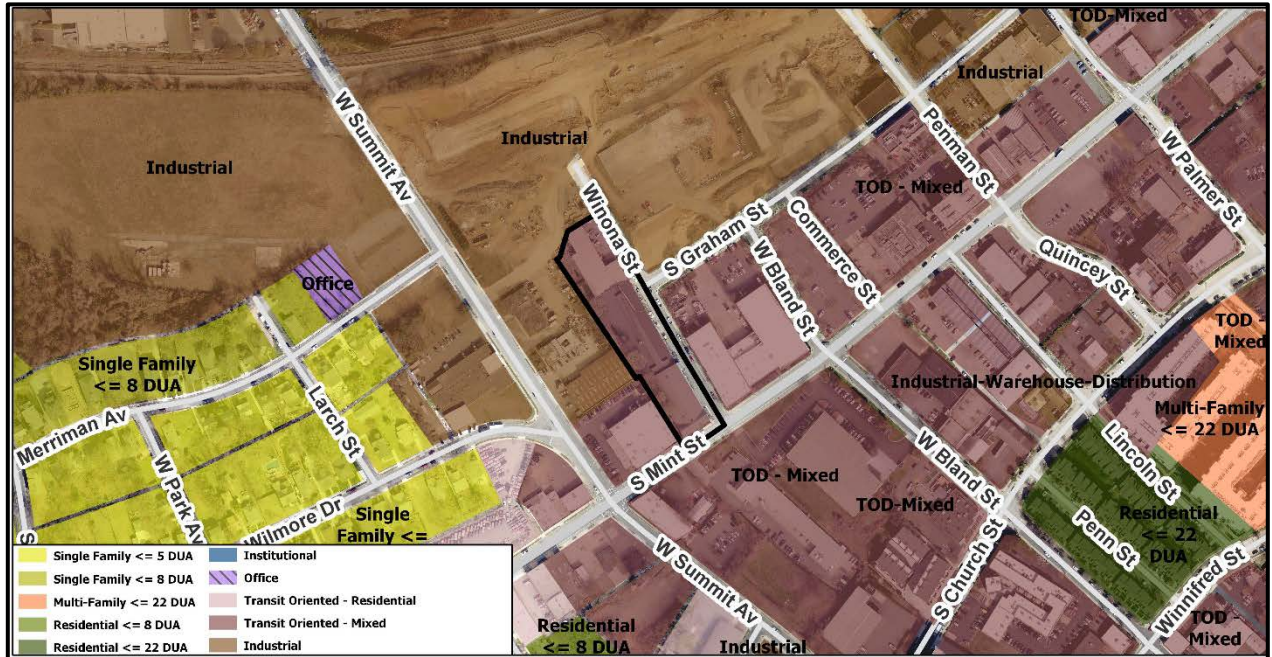 TOD-Mixed
Industrial
W Summit Av
Industrial
Penman St
W Palmer St
Industrial
TOD - Mixed
Winona St
S Graham St
Commerce St
Quincey St
W Bland St
Office
TOD -
Mixed
Single Family
<= 8 DUA
Industrial-Warehouse-Distribution
Multi-Family
<= 22 DUA
Larch St
Merriman Av
W Park Av
S Mint St
TOD - Mixed
W Bland St
Lincoln St
TOD-Mixed
Residential
<= 22
DUA
Penn St
Wilmore Dr
Single
Family <=
S
W Summit Av
S Church St
Winnifred St
TOD -
Mixed
Residential
<= 8 DUA
Industrial
Single Family <= 5 DUA
Single Family <= 8 DUA
Multi-Family <= 22 DUA
Residential <= 8 DUA
Residential <= 22 DUA
Institutional
Office
Transit Oriented - Residential
Transit Oriented - Mixed
Industrial